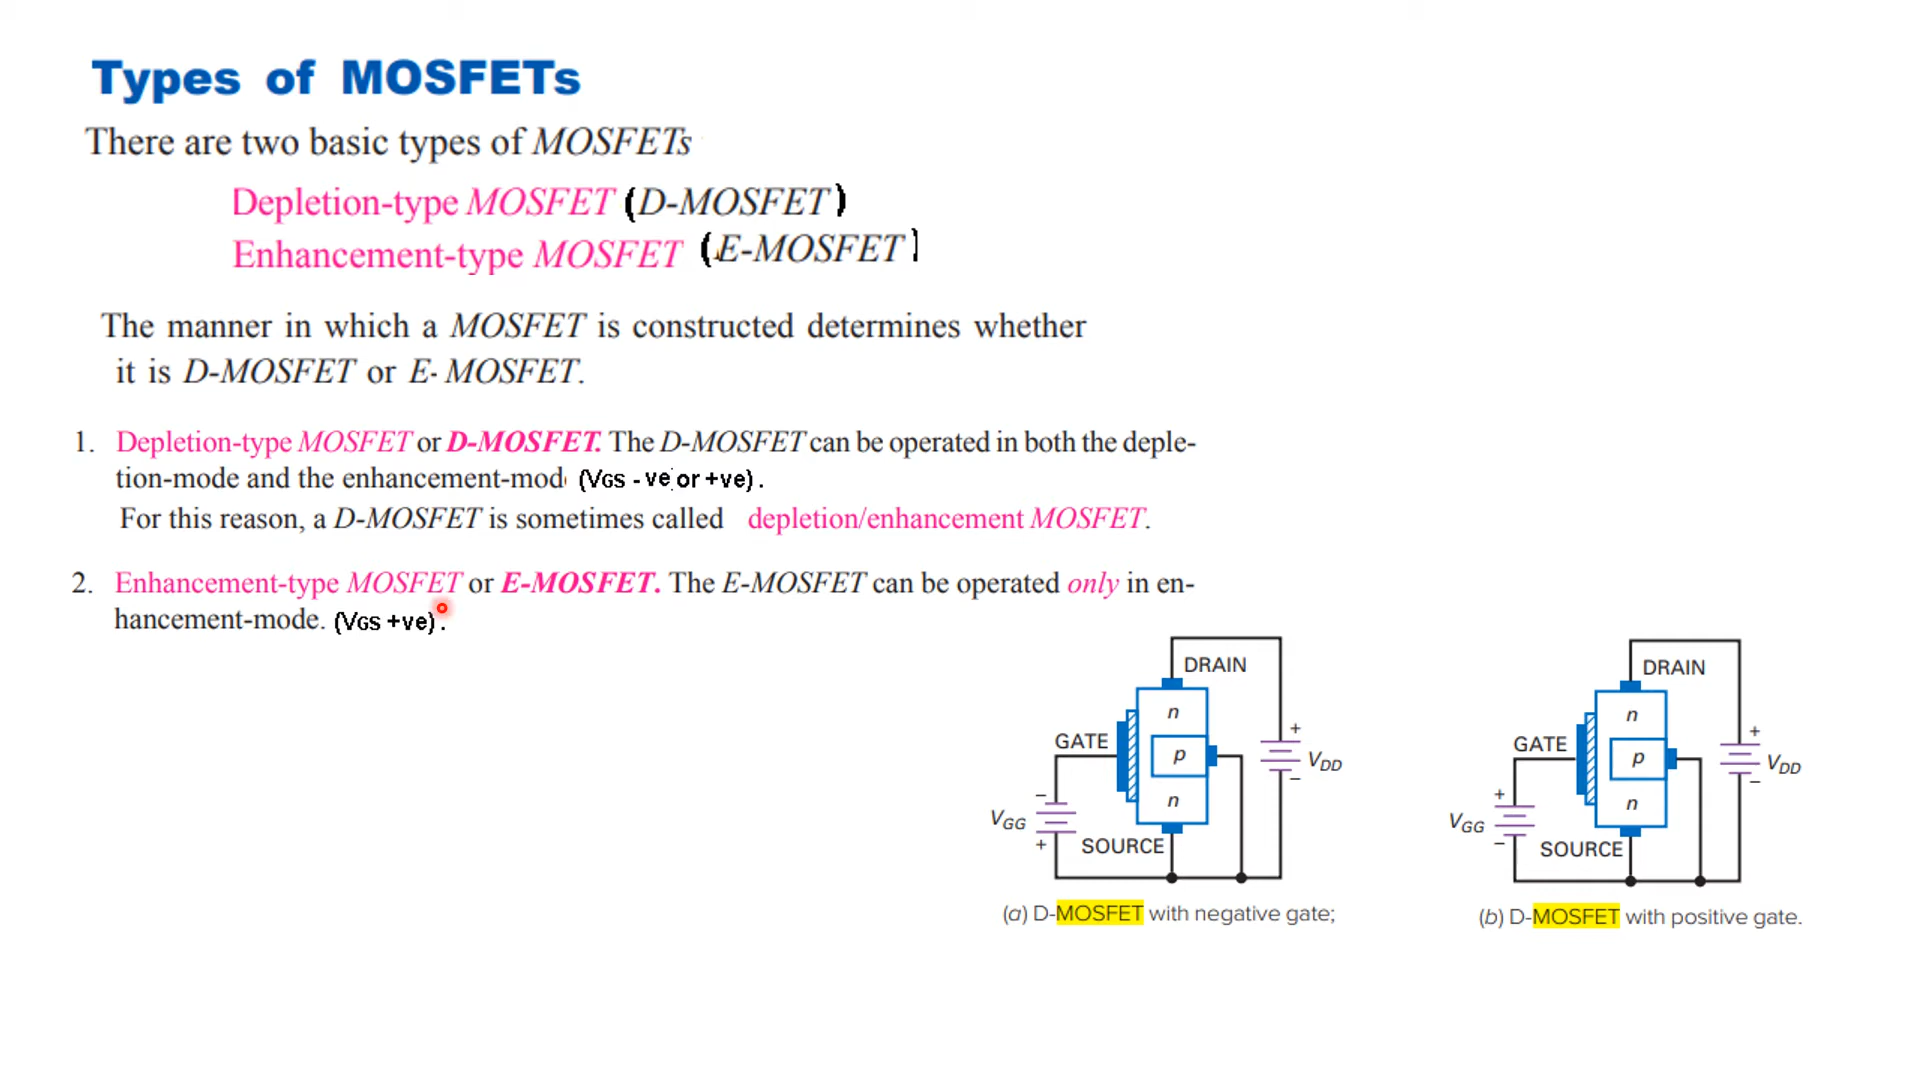 Types of MOSFETs
There are two basic types of MOSFETs
Depletion-type MOSFET (D-MOSFET)
Enhancement-type MOSFET (E-MOSFET)
The manner in which a MOSFET is constructed determines whether
it is D-MOSFET or E- MOSFET.
1. Depletion-type MOSFET or D-MOSFET. The D-MOSFET can be operated in both the deple-
tion-mode and the enhancement-mod (VGS - ve or +ve) .
For this reason, a D-MOSFET is sometimes called depletion/enhancement MOSFET.
2. Enhancement-type MOSFET or E-MOSFET. The E-MOSFET can be operated only in en-
hancement-mode. (VGS +ve) .
DRAIN
n
GATE
p
+
VDD
−
−
n
VGG
+
SOURCE
(a) D-MOSFET with negative gate;
DRAIN
n
GATE
p
+
VDD
−
+
n
VGG
−
SOURCE
(b) D-MOSFET with positive gate.